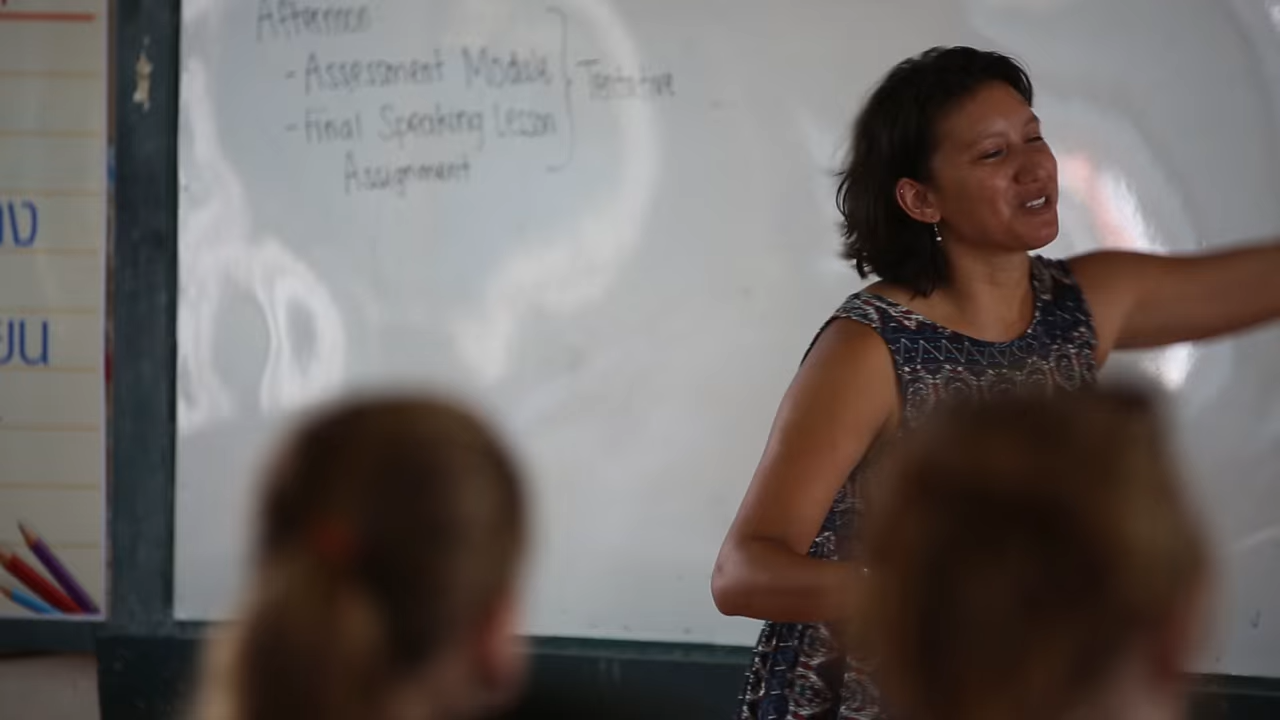 Afternoon
- Assessment Module } Tentative
- Final Speaking Lesson
Assignment